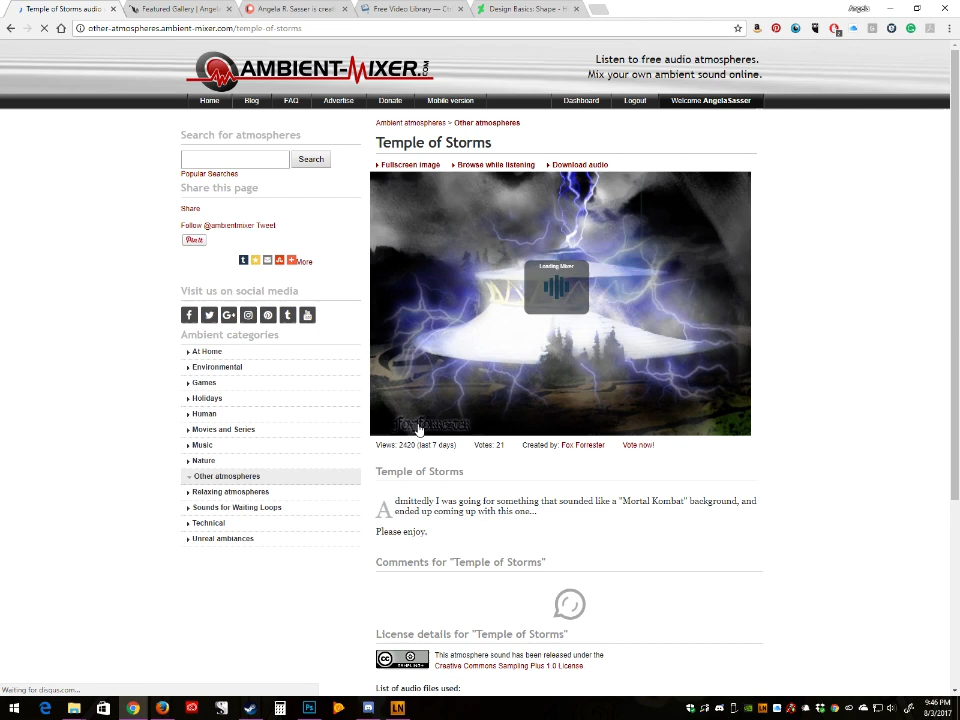 Temple of Storms audio
Featured Gallery | Angela
Angela R. Sasser is creat
Free Video Library — Ct
Design Basics: Shape - H
Angela
other-atmospheres.ambient-mixer.com/temple-of-storms
AMBIENT-MIXER.COM
Listen to free audio atmospheres.
Mix your own ambient sound online.
Home Blog FAQ Advertise Donate Mobile version Dashboard Logout Welcome AngelaSasser
Search for atmospheres
Search
Popular Searches
Share this page
Share
Follow @ambientmixer Tweet
Pin it
More
Visit us on social media
Ambient categories
At Home
Environmental
Games
Holidays
Human
Movies and Series
Music
Nature
Other atmospheres
Relaxing atmospheres
Sounds for Waiting Loops
Technical
Unreal ambiances
Ambient atmospheres > Other atmospheres
Temple of Storms
Fullscreen image Browse while listening Download audio
Loading Mixer
Fox Forrester
Views: 2420 (last 7 days) Votes: 21 Created by: Fox Forrester Vote now!
Temple of Storms
Admittedly I was going for something that sounded like a "Mortal Kombat" background, and
ended up coming up with this one...
Please enjoy.
Comments for "Temple of Storms"
License details for "Temple of Storms"
This atmosphere sound has been released under the
Creative Commons Sampling Plus 1.0 License
List of audio files used:
Waiting for disqus.com...
9:46 PM
8/3/2017